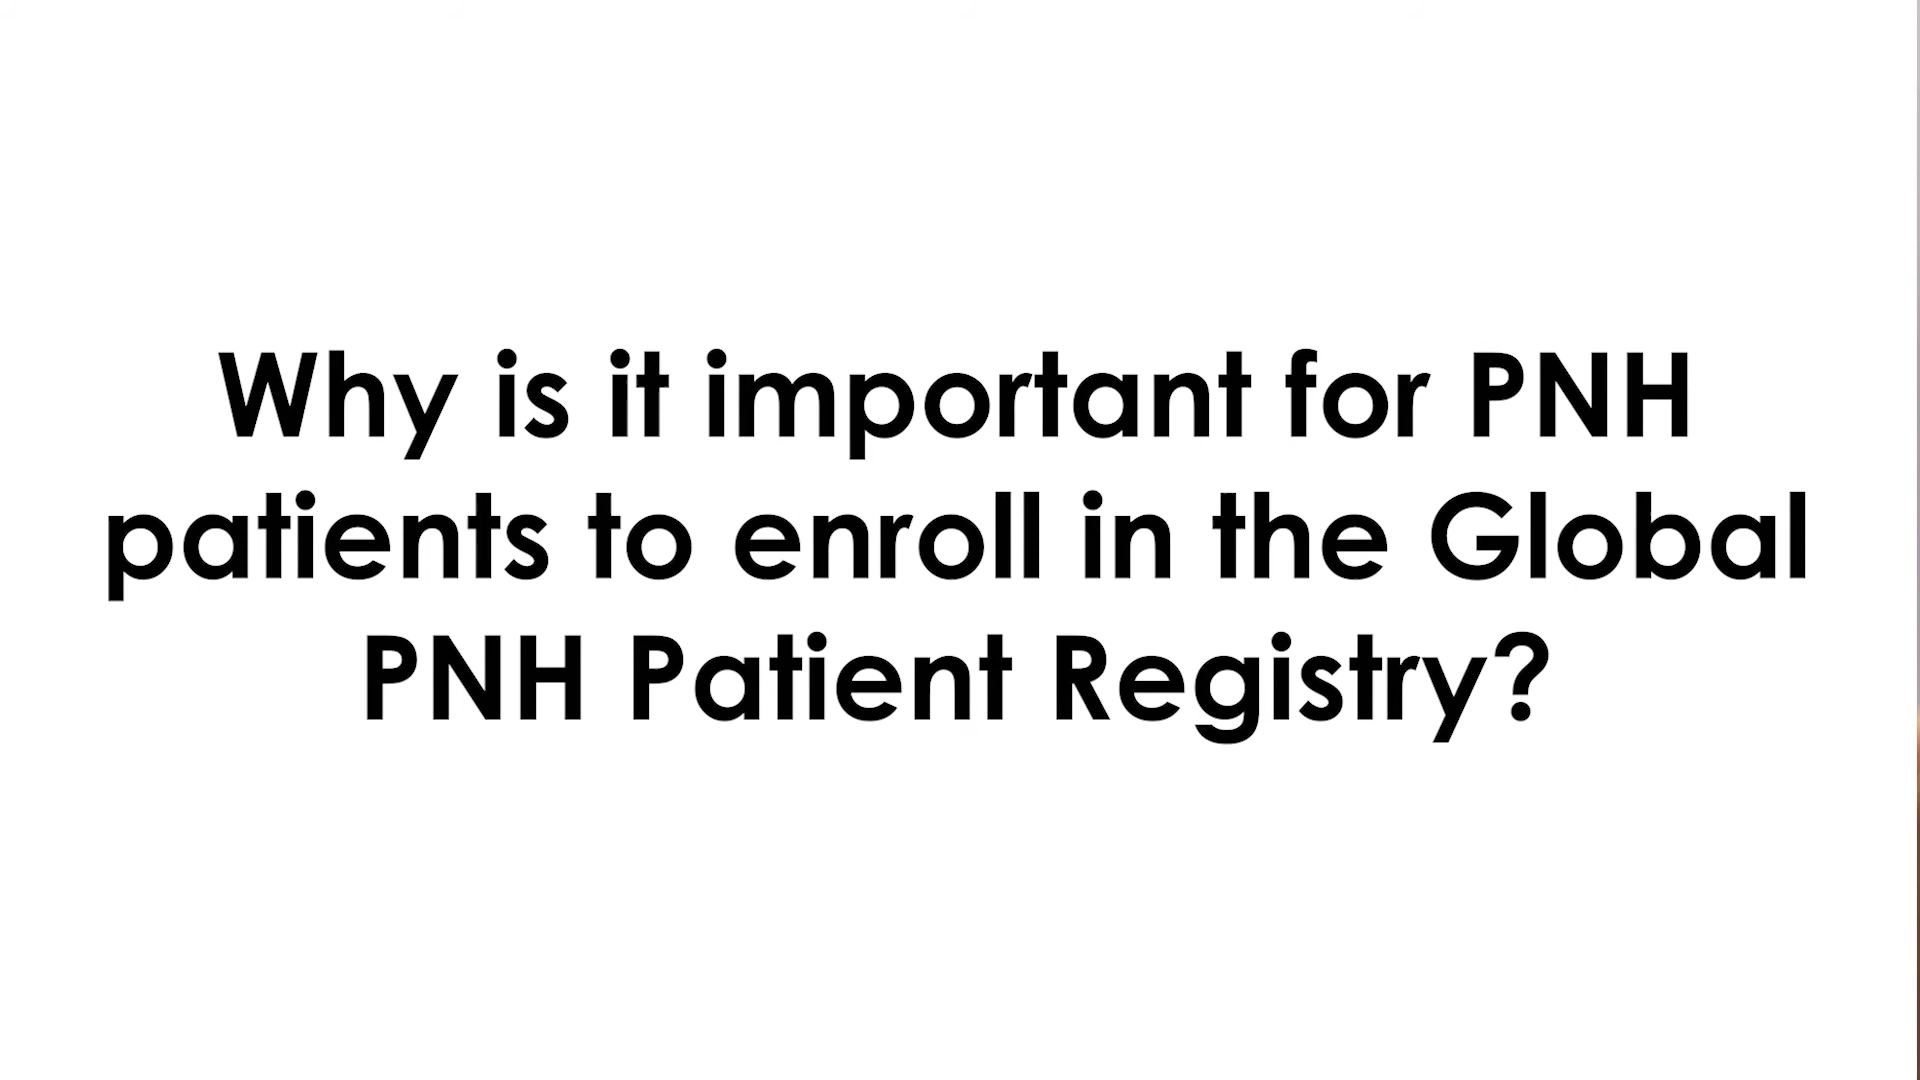 Why is it important for PNH
patients to enroll in the Global
PNH Patient Registry?